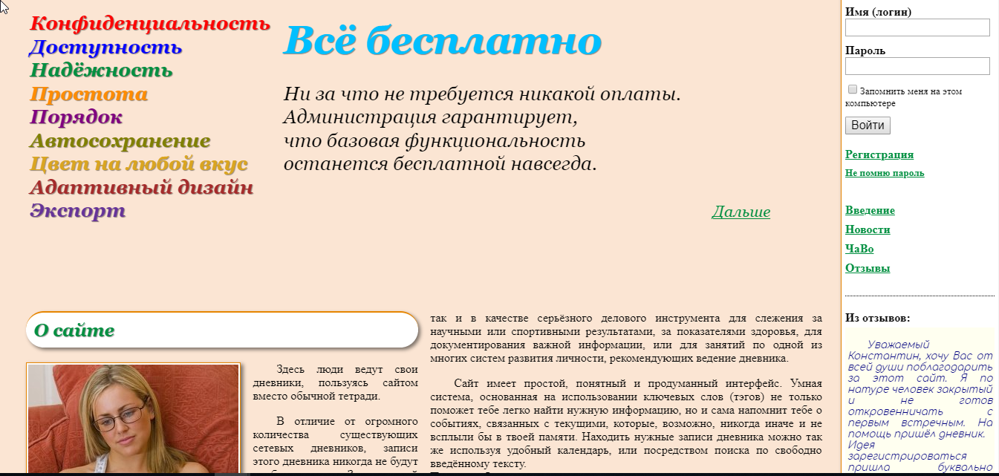 Конфиденциальность
Доступность
Надёжность
Простота
Порядок
Автосохранение
Цвет на любой вкус
Адаптивный дизайн
Экспорт
Всё бесплатно
Ни за что не требуется никакой оплаты.
Администрация гарантирует,
что базовая функциональность
останется бесплатной навсегда.
Дальше
О сайте
Здесь люди ведут свои
дневники, пользуясь сайтом
вместо обычной тетради.
В отличие от огромного
количества существующих
сетевых дневников, записи
этого дневника никогда не будут
так и в качестве серьёзного делового инструмента для слежения за
научными или спортивными результатами, за показателями здоровья, для
документирования важной информации, или для занятий по одной из
многих систем развития личности, рекомендующих ведение дневника.
Сайт имеет простой, понятный и продуманный интерфейс. Умная
система, основанная на использовании ключевых слов (тэгов) не только
поможет тебе легко найти нужную информацию, но и сама напомнит тебе о
событиях, связанных с текущими, которые, возможно, никогда иначе и не
всплыли бы в твоей памяти. Находить нужные записи дневника можно так
же используя удобный календарь, или посредством поиска по свободно
введённому тексту.
Имя (логин)
Пароль
Запомнить меня на этом
компьютере
Войти
Регистрация
Не помню пароль
Введение
Новости
ЧаВо
Отзывы
Из отзывов:
Уважаемый
Константин, хочу Вас от
всей души поблагодарить
за этот сайт. Я по
натуре человек закрытый
и не готов
откровенничать с
первым встречным. На
помощь пришёл дневник.
Идея
зарегистрироваться
пришла буквально